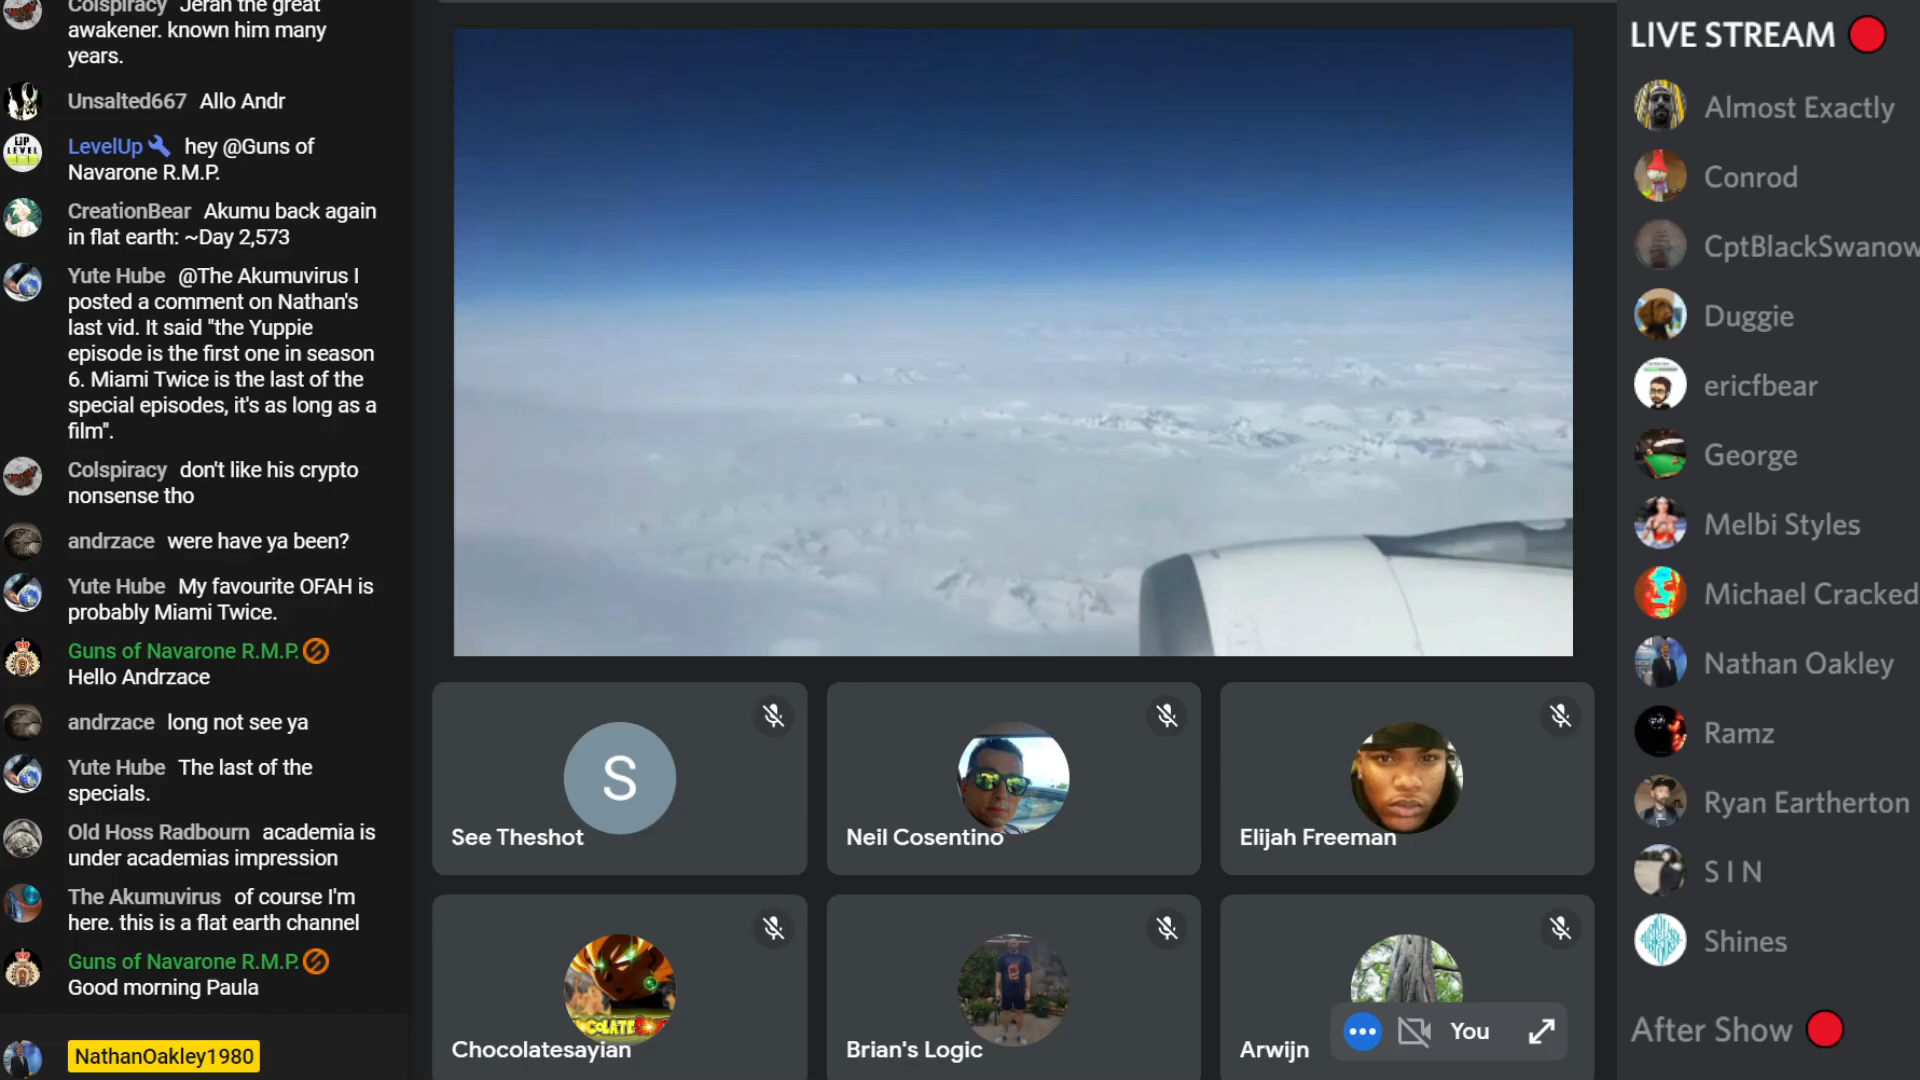 Colspiracy Jeran the great
awakener. known him many
years.
Unsalted667 Allo Andr
LevelUp hey @Guns of
Navarone R.M.P.
CreationBear Akumu back again
in flat earth: ~Day 2,573
Yute Hube @The Akumuvirus I
posted a comment on Nathan's
last vid. It said "the Yuppie
episode is the first one in season
6. Miami Twice is the last of the
special episodes, it's as long as a
film".
Colspiracy don't like his crypto
nonsense tho
andrzace were have ya been?
Yute Hube My favourite OFAH is
probably Miami Twice.
Guns of Navarone R.M.P.
Hello Andrzace
andrzace long not see ya
Yute Hube The last of the
specials.
Old Hoss Radbourn academia is
under academias impression
The Akumuvirus of course I'm
here. this is a flat earth channel
Guns of Navarone R.M.P.
Good morning Paula
NathanOakley1980
S
See Theshot
Neil Cosentino
Elijah Freeman
Chocolatesayian
Brian's Logic
Arwijn
You
LIVE STREAM
Almost Exactly
Conrod
CptBlackSwanow
Duggie
ericfbear
George
Melbi Styles
Michael Cracked
Nathan Oakley
Ramz
Ryan Eartherton
S I N
Shines
After Show